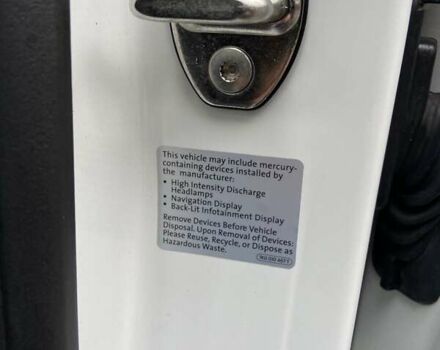 This vehicle may include mercury-
containing devices installed by
the manufacturer:
• High Intensity Discharge
Headlamps
• Navigation Display
• Back-Lit Infotainment Display
Remove Devices Before Vehicle
Disposal. Upon Removal of Devices:
Please Reuse, Recycle, or Dispose as
Hazardous Waste.